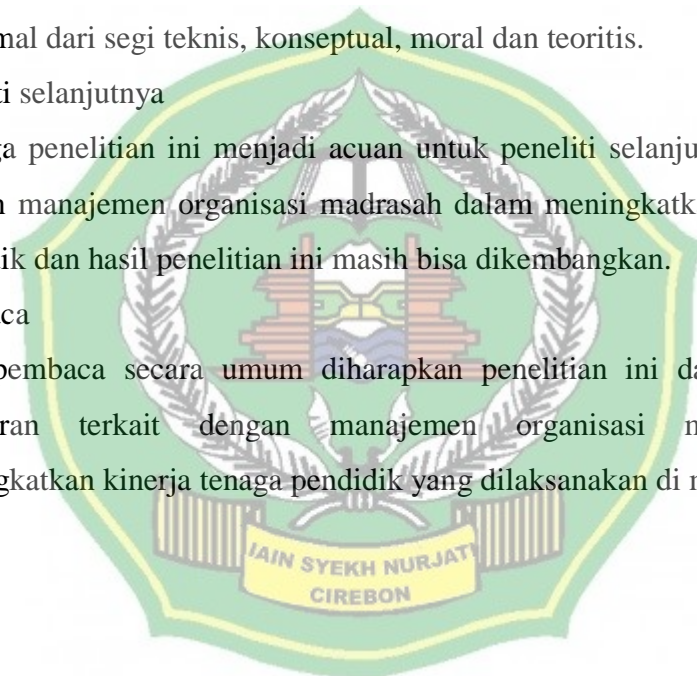 mal dari segi teknis, konseptual, moral dan teoritis.
ti selanjutnya
ga penelitian ini menjadi acuan untuk peneliti selanju
n manajemen organisasi madrasah dalam meningkatk
ik dan hasil penelitian ini masih bisa dikembangkan.
aca
pembaca secara umum diharapkan penelitian ini da
ran terkait dengan manajemen organisasi m
gkatkan kinerja tenaga pendidik yang dilaksanakan di m
IAIN SYEKH NURJATI
CIREBON